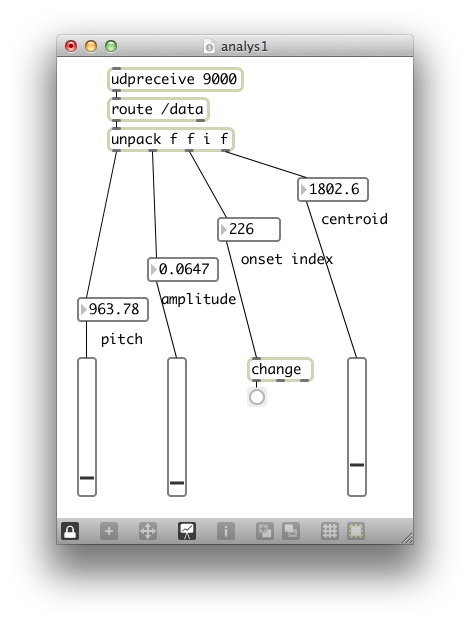 analys1
udpreceive 9000
route /data
unpack f f i f
1802.6
centroid
226
onset index
0.0647
amplitude
963.78
pitch
change